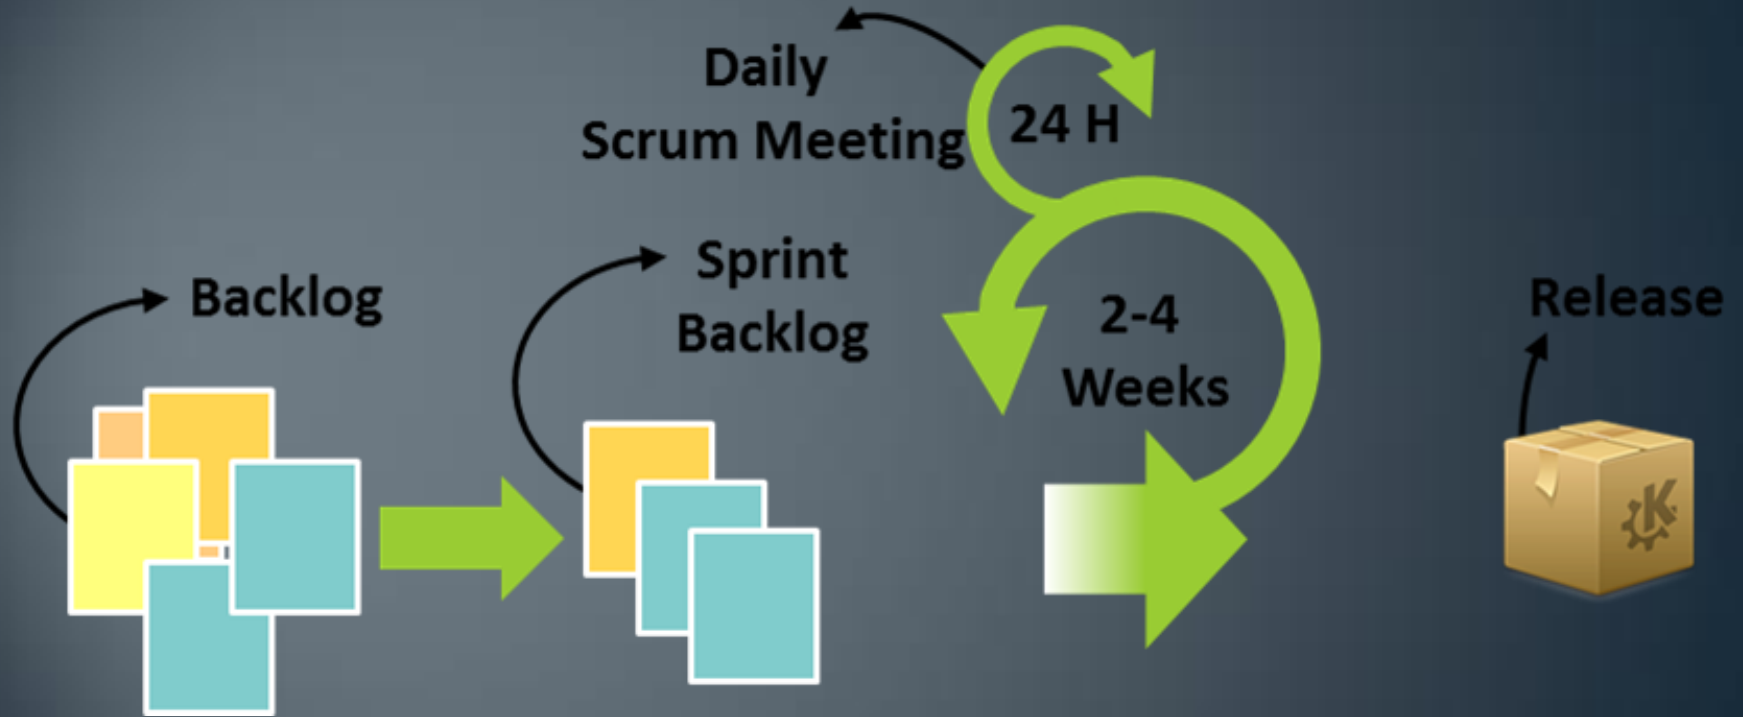 Daily
Scrum Meeting
24 H
Backlog
Sprint
Backlog
2-4
Weeks
Release
K